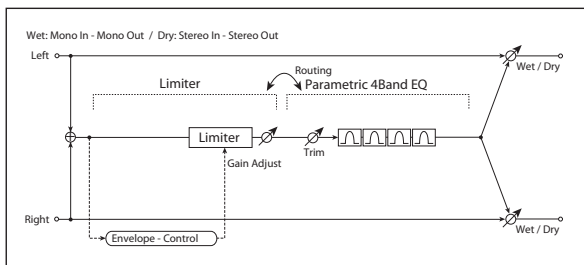 Wet: Mono In - Mono Out / Dry: Stereo In - Stereo Out
Left
Wet / Dry
Routing
Limiter
Parametric 4Band EQ
Limiter
Gain Adjust
Trim
Right
Envelope - Control
Wet / Dry